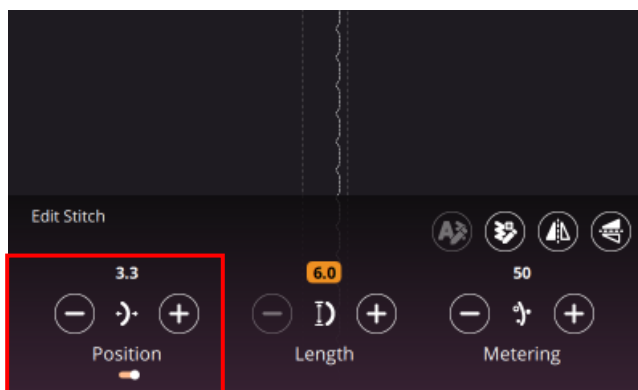 Edit Stitch
3.3
6.0
50
Position
Length
Metering